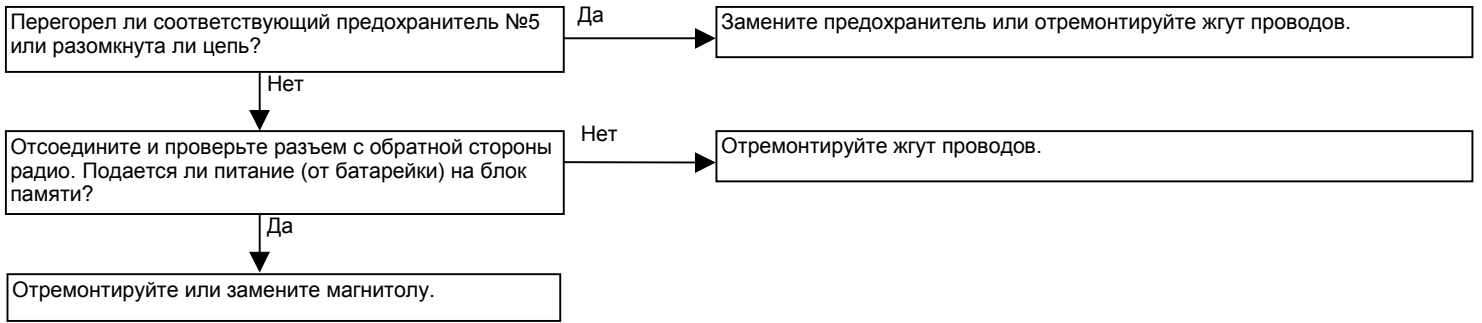 Перегорел ли соответствующий предохранитель №5
или разомкнута ли цепь?
Да
Замените предохранитель или отремонтируйте жгут проводов.
Нет
Отсоедините и проверьте разъем с обратной стороны
радио. Подается ли питание (от батарейки) на блок
памяти?
Нет
Отремонтируйте жгут проводов.
Да
Отремонтируйте или замените магнитолу.